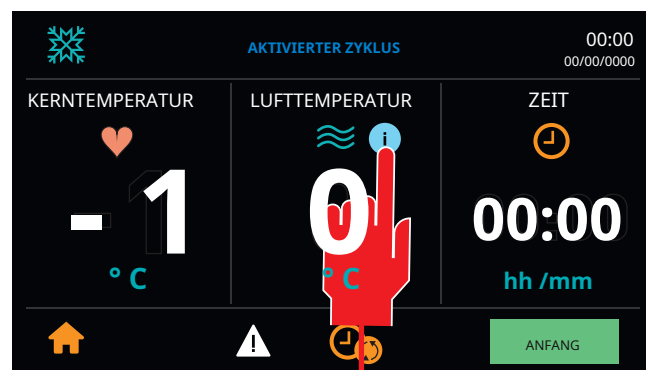 AKTIVIERTER ZYKLUS
00:00
00/00/0000
KERNTEMPERATUR
LUFTTEMPERATUR
ZEIT
i
-1
0
00:00
° C
° C
hh /mm
!
ANFANG